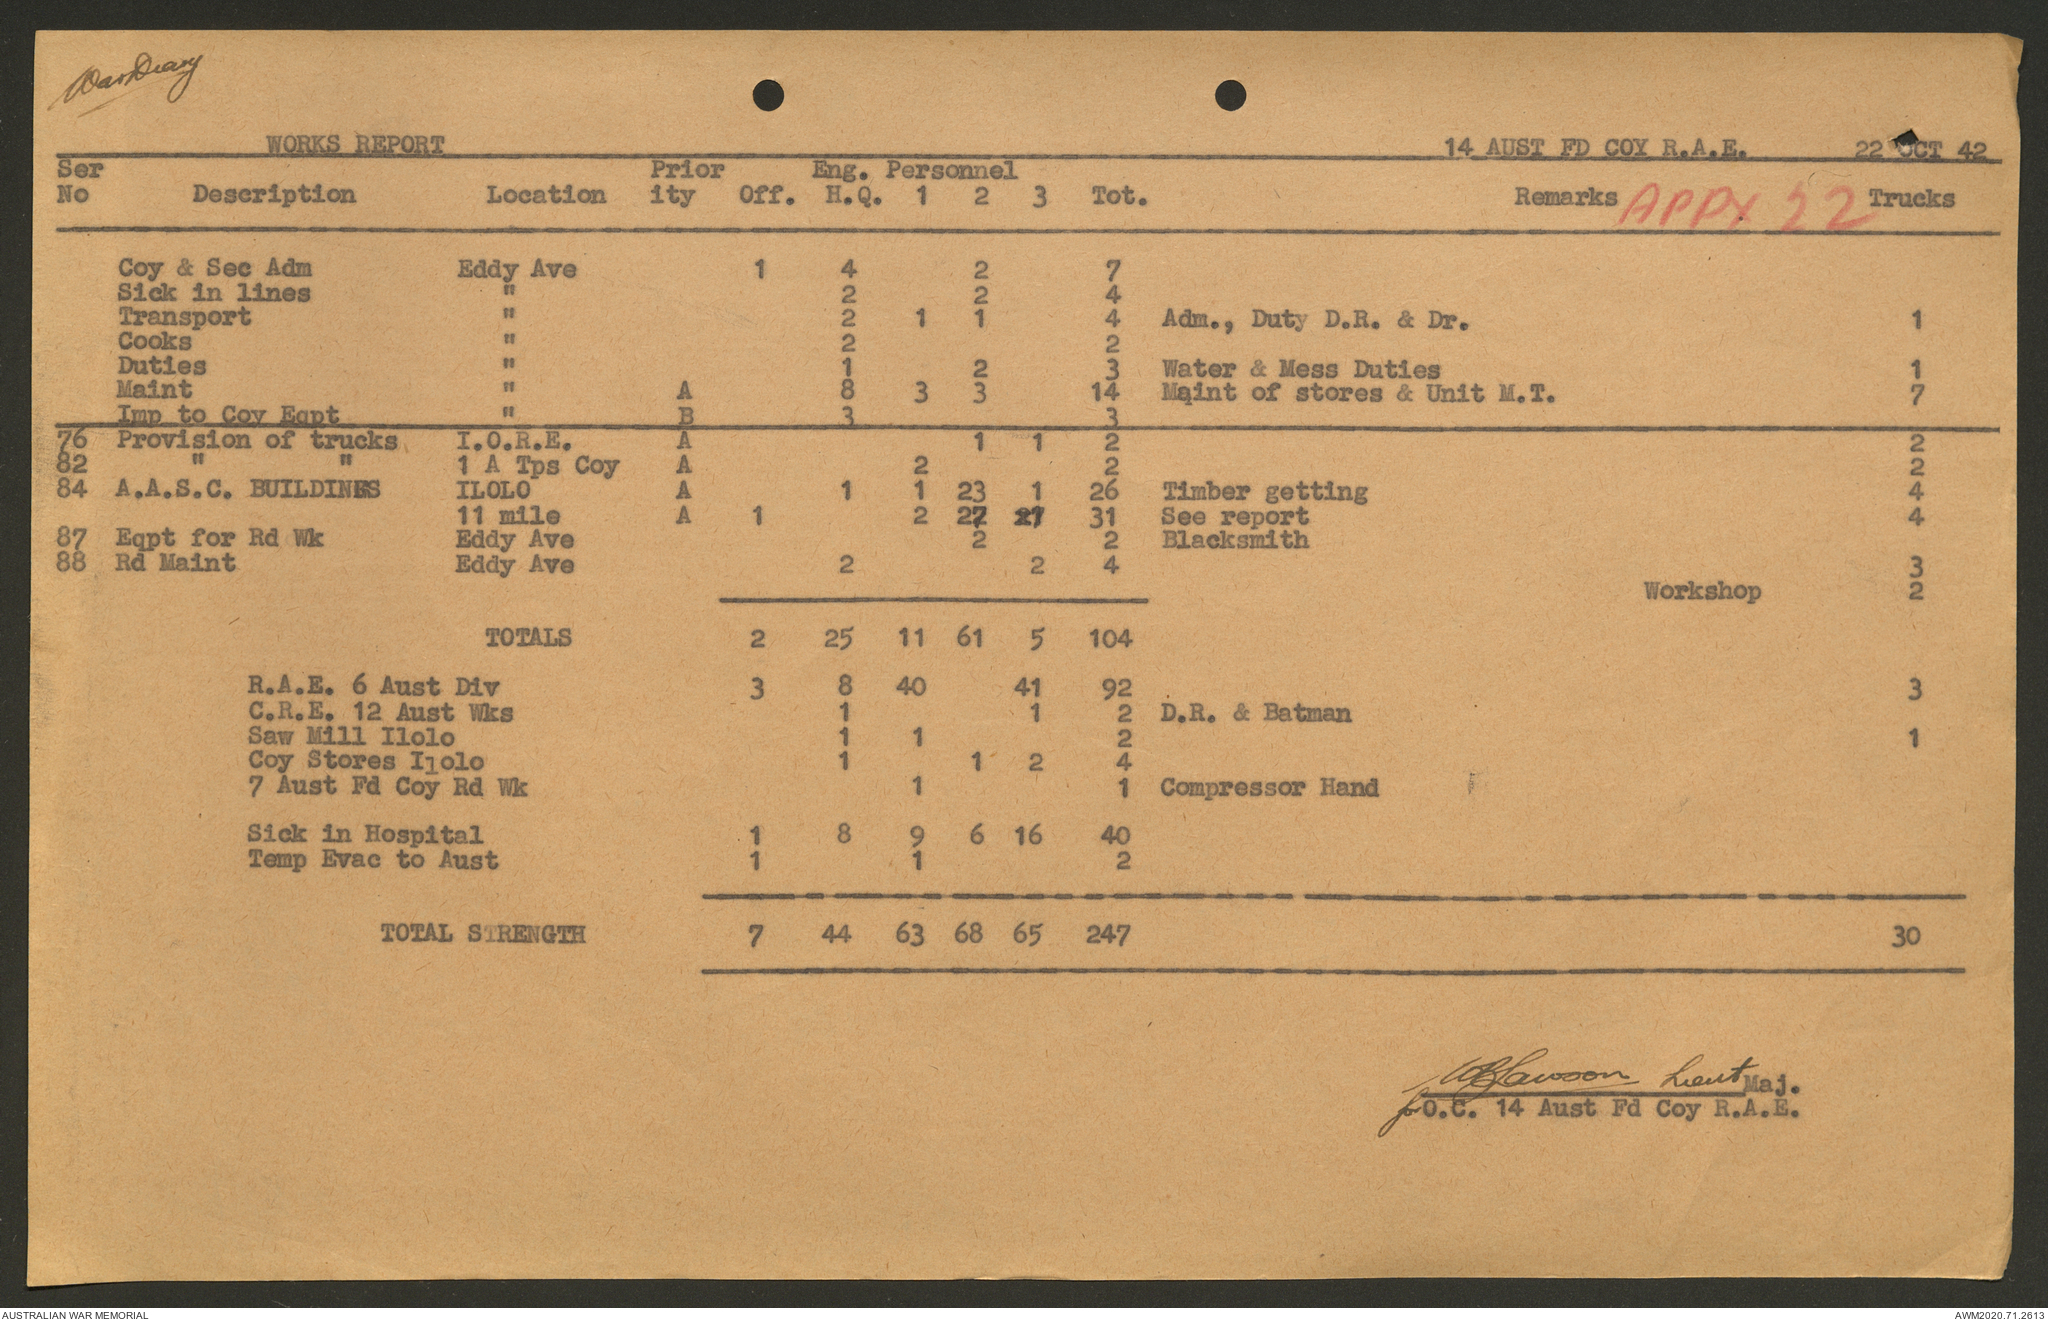 War Diary
WORKS REPORT 14 AUST FD COY R.A.E. 22 OCT 42
Ser Prior Eng. Personnel
No Description Location ity Off. H.Q. 1 2 3 Tot. Remarks APPX 22 Trucks
Coy & Sec Adm Eddy Ave 1 4 2 7
Sick in lines " 2 2 4
Transport " 2 1 1 4 Adm., Duty D.R. & Dr. 1
Cooks " 2 2
Duties " 1 2 3 Water & Mess Duties 1
Maint " A 8 3 3 14 Maint of stores & Unit M.T. 7
Imp to Coy Eqpt " B 3 3
76 Provision of trucks I.O.R.E. A 1 1 2 2
82 " " 1 A Tps Coy A 2 2 2
84 A.A.S.C. BUILDINGS ILOLO A 1 1 23 1 26 Timber getting 4
11 mile A 1 2 27 1 31 See report 4
87 Eqpt for Rd Wk Eddy Ave 2 2 Blacksmith
88 Rd Maint Eddy Ave 2 2 4 3
Workshop 2
TOTALS 2 25 11 61 5 104
R.A.E. 6 Aust Div 3 8 40 41 92 3
C.R.E. 12 Aust Wks 1 1 2 D.R. & Batman
Saw Mill Ilolo 1 1 2 1
Coy Stores Ilolo 1 1 2 4
7 Aust Fd Coy Rd Wk 1 1 Compressor Hand
Sick in Hospital 1 8 9 6 16 40
Temp Evac to Aust 1 1 2
TOTAL STRENGTH 7 44 63 68 65 247 30
Lawson Lieut Maj.
for O.C. 14 Aust Fd Coy R.A.E.
AUSTRALIAN WAR MEMORIAL AWM2020.71.2613